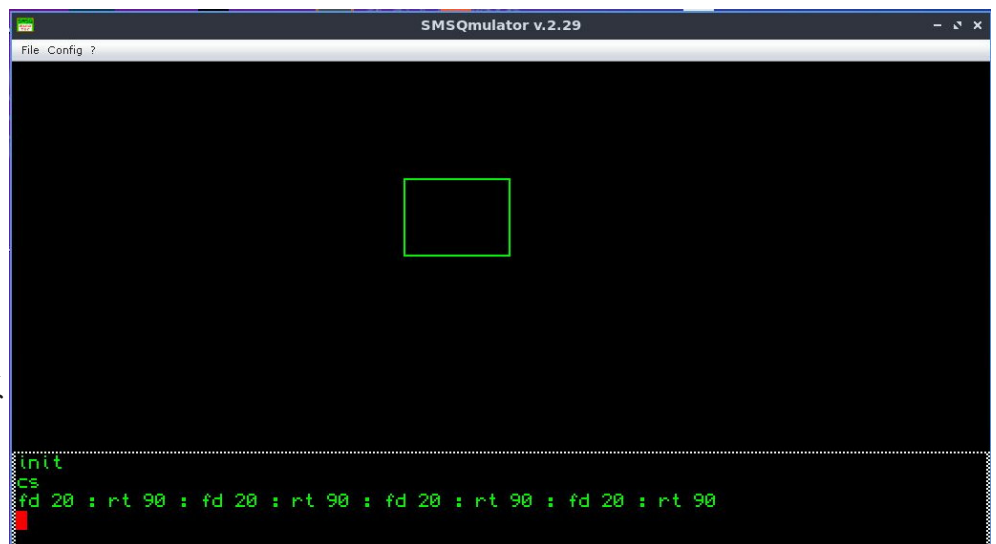 SMSQmulator v.2.29
File Config ?
init
cs
fd 20 : rt 90 : fd 20 : rt 90 : fd 20 : rt 90 : fd 20 : rt 90